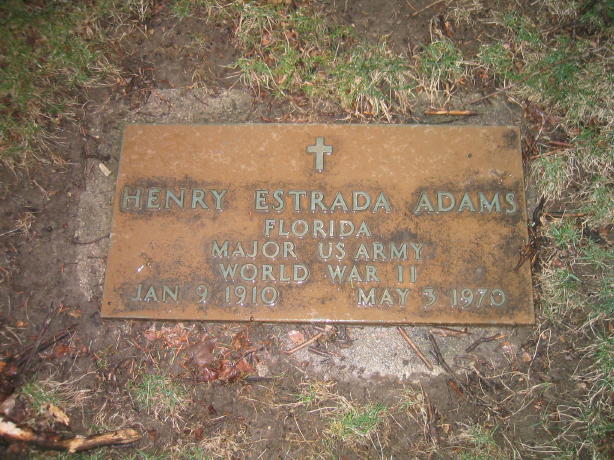 HENRY ESTRADA ADAMS
FLORIDA
MAJOR US ARMY
WORLD WAR II
JAN 9 1910 MAY 3 1970